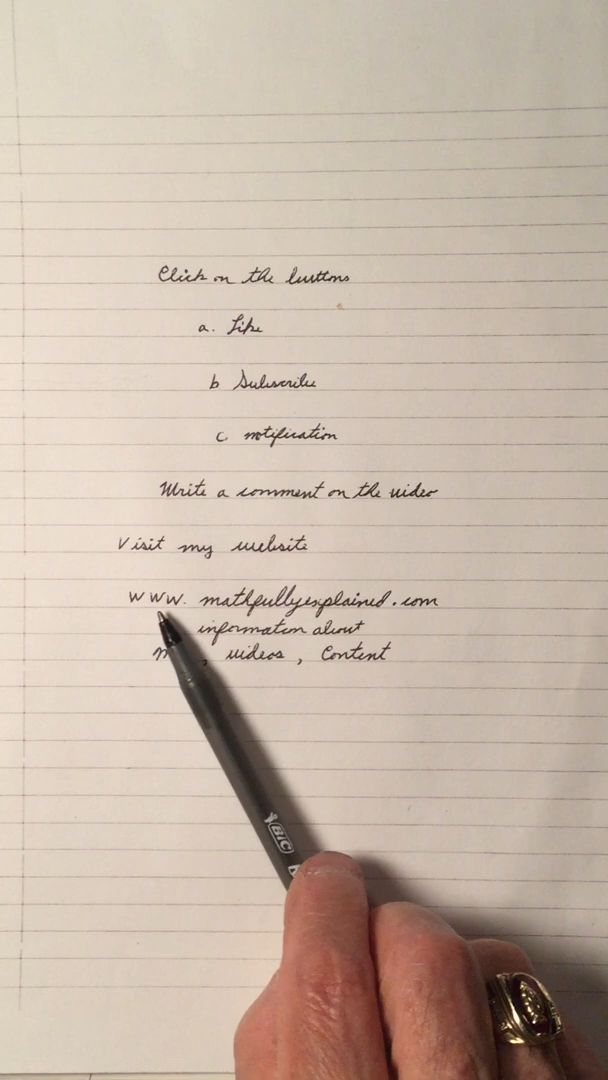 Click on the buttons
a. Like
b Subscribe
c. notification
Write a comment on the video
Visit my website
www. mathfullyexplained.com
information about
, videos, Content
BIC